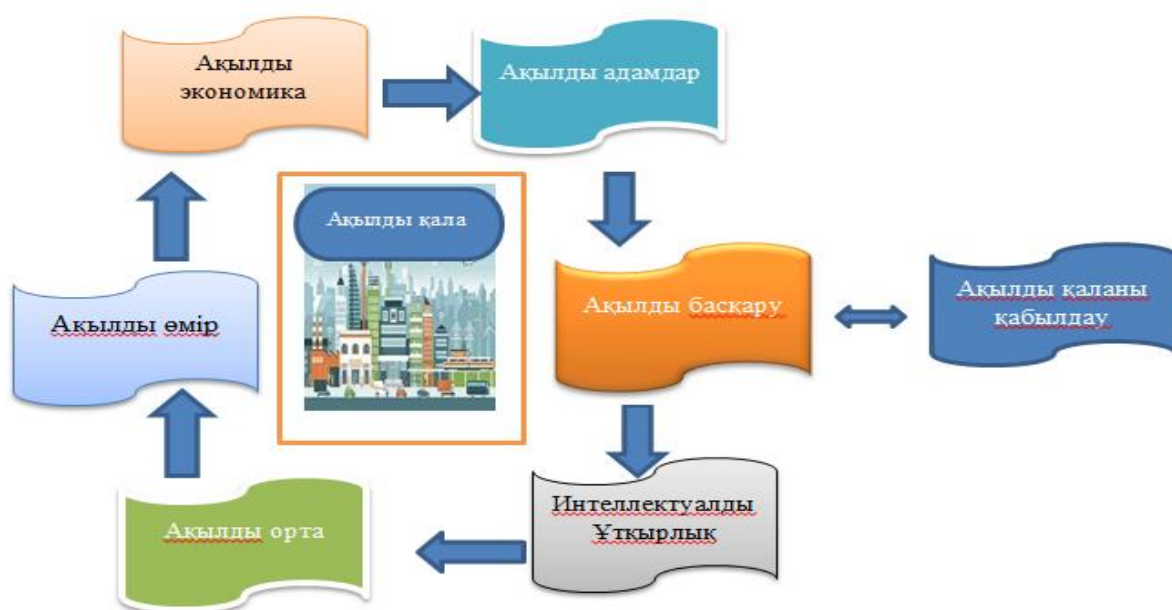 Ақылды
экономика
Ақылды адамдар
Ақылды қала
Ақылды өмір
Ақылды басқару
Ақылды қаланы
қабылдау
Ақылды орта
Интеллектуалды
Ұтқырлық